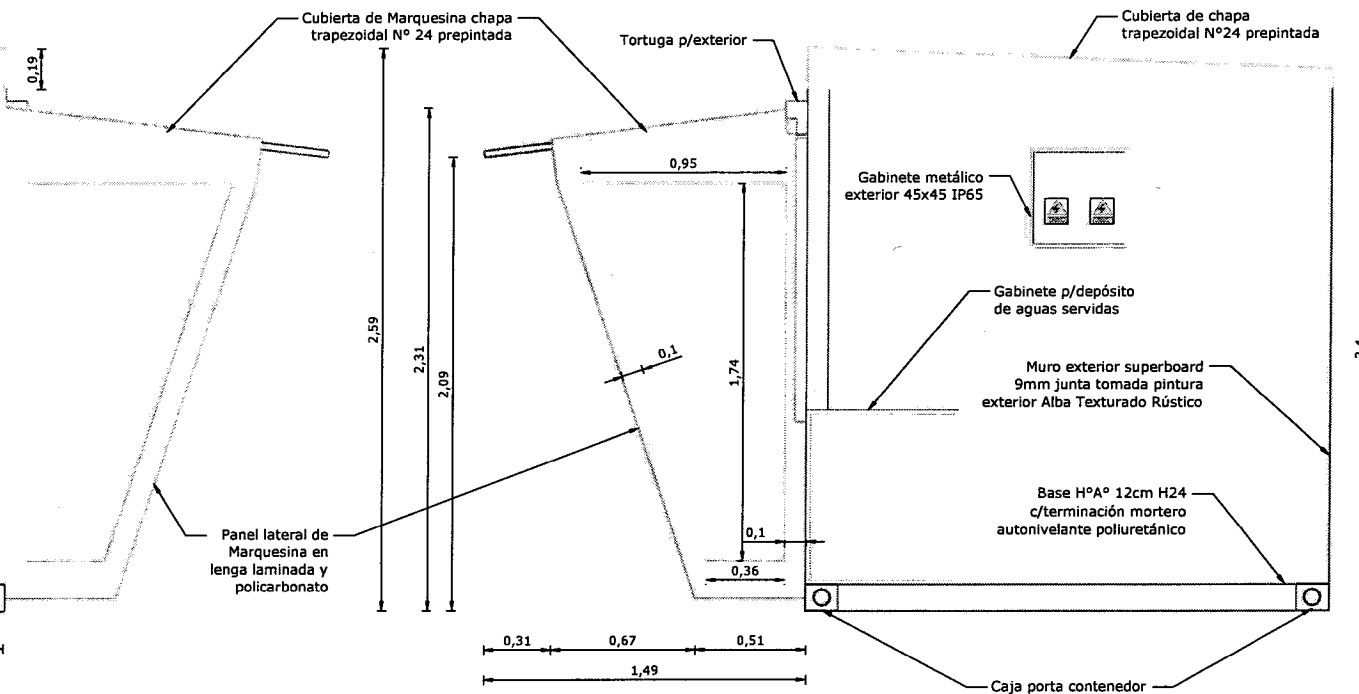 Cubierta de Marquesina chapa
trapezoidal N° 24 prepintada
Tortuga p/exterior
Cubierta de chapa
trapezoidal N°24 prepintada
0,19
0,95
Gabinete metálico
exterior 45x45 IP65
Gabinete p/depósito
de aguas servidas
2,59
2,31
2,09
0,1
1,74
Muro exterior superboard
9mm junta tomada pintura
exterior Alba Texturado Rústico
Base H°A° 12cm H24
c/terminación mortero
autonivelante poliuretánico
Panel lateral de
Marquesina en
lenga laminada y
policarbonato
0,1
0,36
0,31
0,67
0,51
1,49
Caja porta contenedor